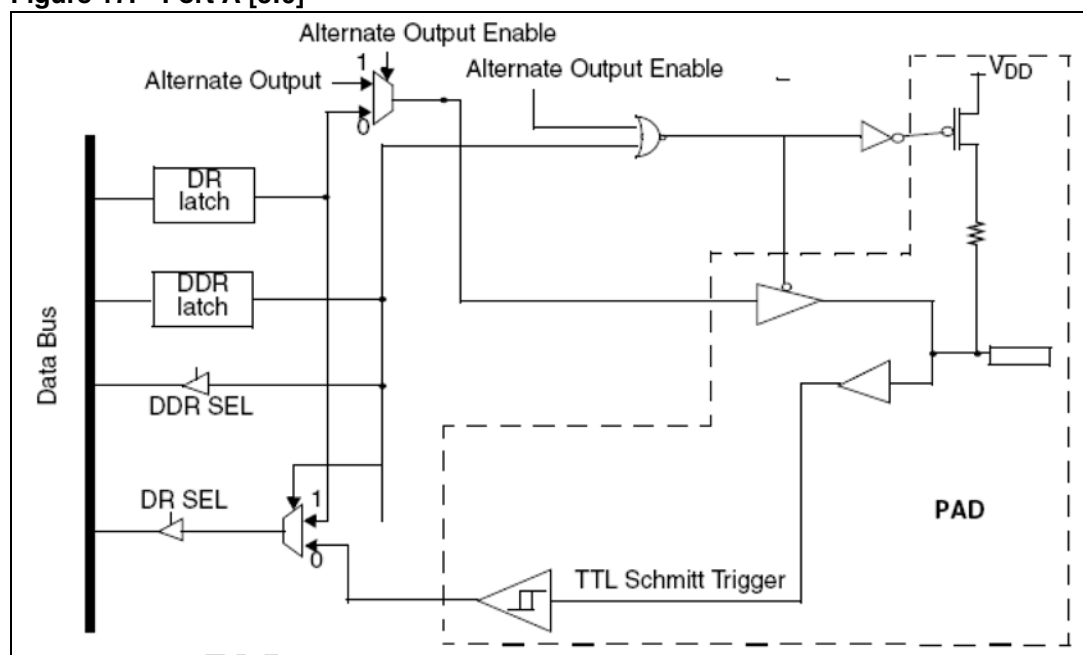 Alternate Output Enable
1
Alternate Output
Alternate Output Enable
VDD
0
DR
latch
DDR
latch
Data Bus
DDR SEL
DR SEL
1
0
PAD
TTL Schmitt Trigger